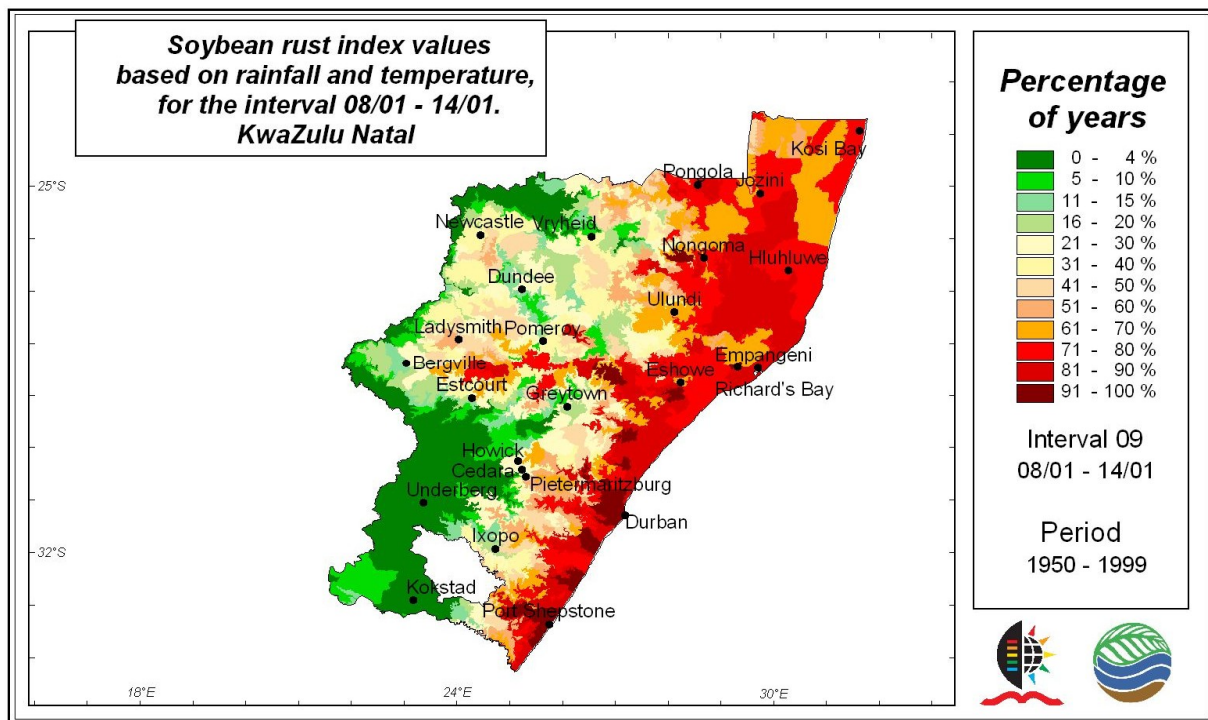 Soybean rust index values
based on rainfall and temperature,
for the interval 08/01 - 14/01.
KwaZulu Natal
Percentage
of years
0 - 4 %
5 - 10 %
11 - 15 %
16 - 20 %
21 - 30 %
31 - 40 %
41 - 50 %
51 - 60 %
61 - 70 %
71 - 80 %
81 - 90 %
91 - 100 %
Interval 09
08/01 - 14/01
Period
1950 - 1999
Kosi Bay
Pongola
Jozini
25°S
Newcastle
Vryheid
Nongoma
Hluhluwe
Dundee
Ulundi
Ladysmith
Pomeroy
Bergville
Empangeni
Eshowe
Estcourt
Richard's Bay
Greytown
Howick
Cedara
Pietermaritzburg
Underberg
Durban
Ixopo
32°S
Kokstad
Port Shepstone
18°E
24°E
30°E